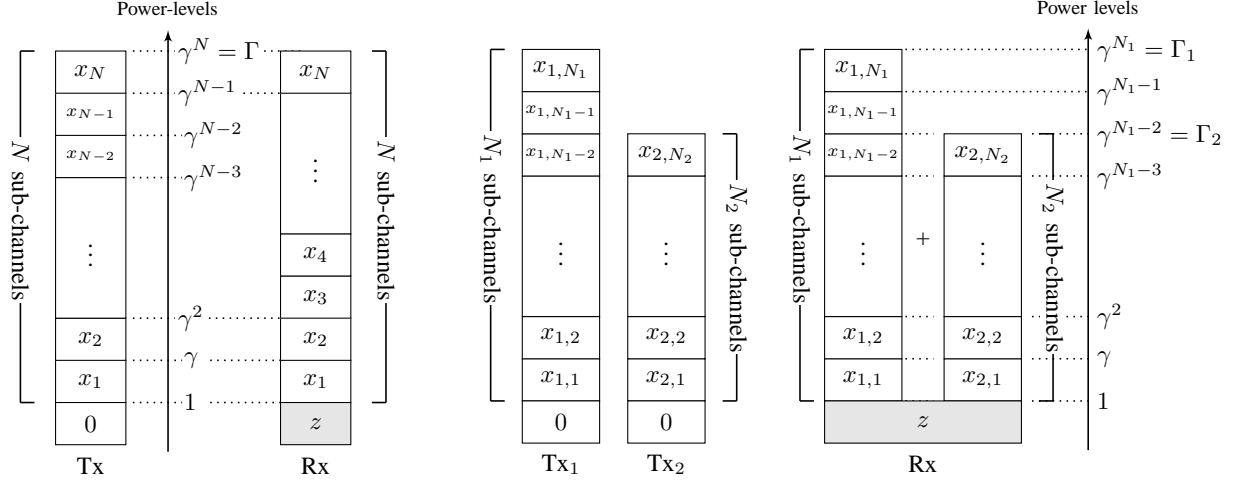 Power-levels
N sub-channels
x_N
x_{N−1}
x_{N−2}
⋮
x_2
x_1
0
Tx
γ^N = Γ
γ^{N−1}
γ^{N−2}
γ^{N−3}
γ^2
γ
1
x_N
⋮
x_4
x_3
x_2
x_1
z
Rx
N sub-channels
N_1 sub-channels
x_{1,N_1}
x_{1,N_1−1}
x_{1,N_1−2}
⋮
x_{1,2}
x_{1,1}
0
Tx_1
x_{2,N_2}
⋮
x_{2,2}
x_{2,1}
0
Tx_2
N_2 sub-channels
N_1 sub-channels
x_{1,N_1}
x_{1,N_1−1}
x_{1,N_1−2}
⋮
x_{1,2}
x_{1,1}
+
x_{2,N_2}
⋮
x_{2,2}
x_{2,1}
z
Rx
N_2 sub-channels
Power levels
γ^{N_1} = Γ_1
γ^{N_1−1}
γ^{N_1−2} = Γ_2
γ^{N_1−3}
γ^2
γ
1